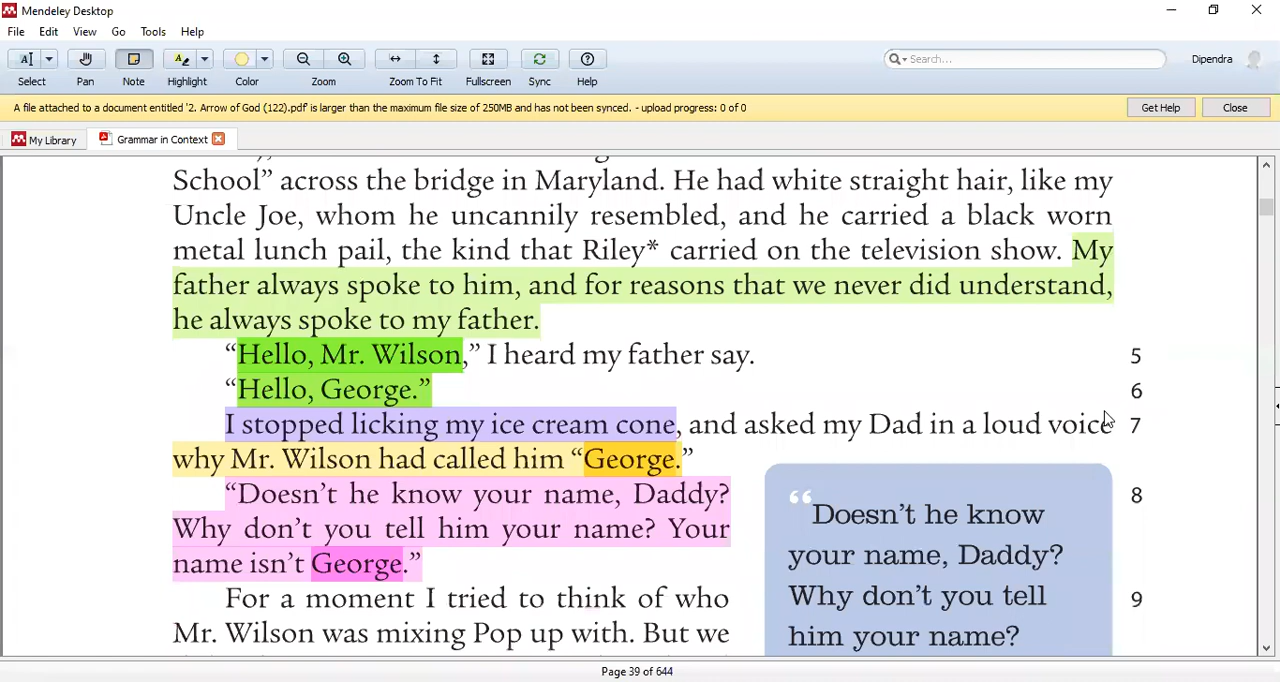 Mendeley Desktop
File Edit View Go Tools Help
Select Pan Note Highlight Color Zoom Zoom To Fit Fullscreen Sync Help
Search...
Dipendra
A file attached to a document entitled '2. Arrow of God (122).pdf' is larger than the maximum file size of 250MB and has not been synced. - upload progress: 0 of 0
Get Help Close
My Library Grammar in Context
School” across the bridge in Maryland. He had white straight hair, like my
Uncle Joe, whom he uncannily resembled, and he carried a black worn
metal lunch pail, the kind that Riley* carried on the television show. My
father always spoke to him, and for reasons that we never did understand,
he always spoke to my father.
“Hello, Mr. Wilson,” I heard my father say. 5
“Hello, George.” 6
I stopped licking my ice cream cone, and asked my Dad in a loud voice 7
why Mr. Wilson had called him “George.”
“Doesn’t he know your name, Daddy? 8
Why don’t you tell him your name? Your
name isn’t George.”
For a moment I tried to think of who 9
Mr. Wilson was mixing Pop up with. But we
“Doesn’t he know
your name, Daddy?
Why don’t you tell
him your name?
Page 39 of 644